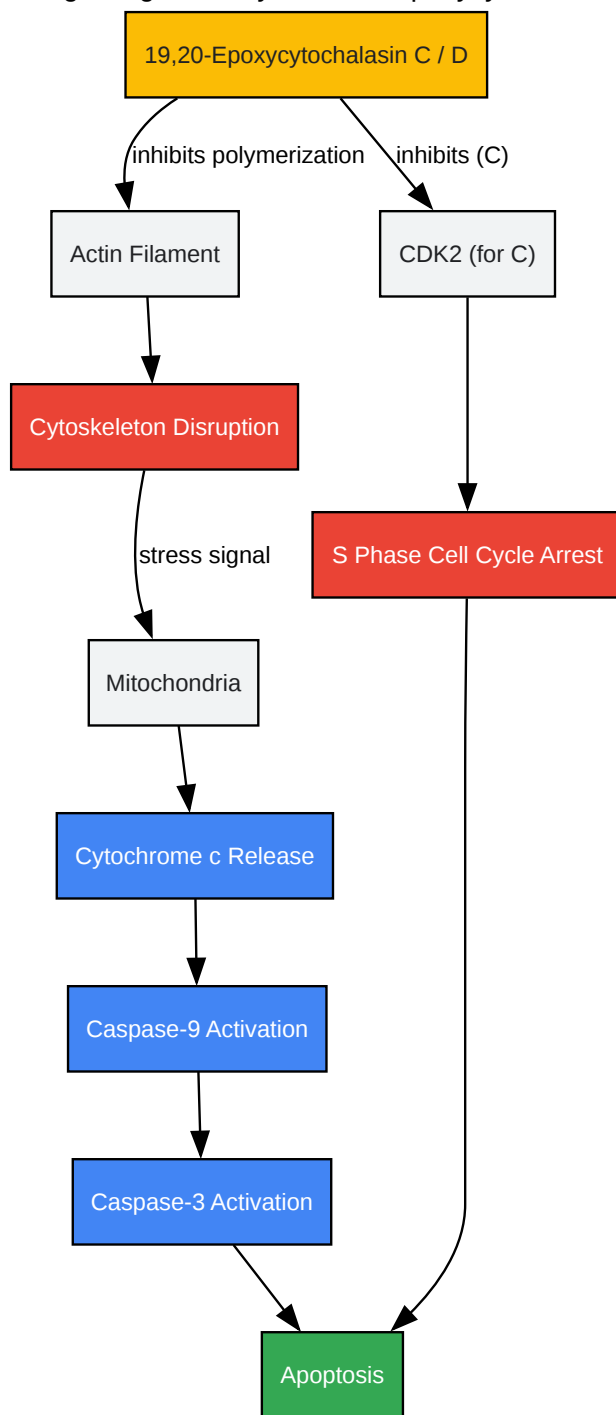 19,20-Epoxycytochalasin C / D
inhibits polymerization
inhibits (C)
Actin Filament
CDK2 (for C)
Cytoskeleton Disruption
stress signal
S Phase Cell Cycle Arrest
Mitochondria
Cytochrome c Release
Caspase-9 Activation
Caspase-3 Activation
Apoptosis